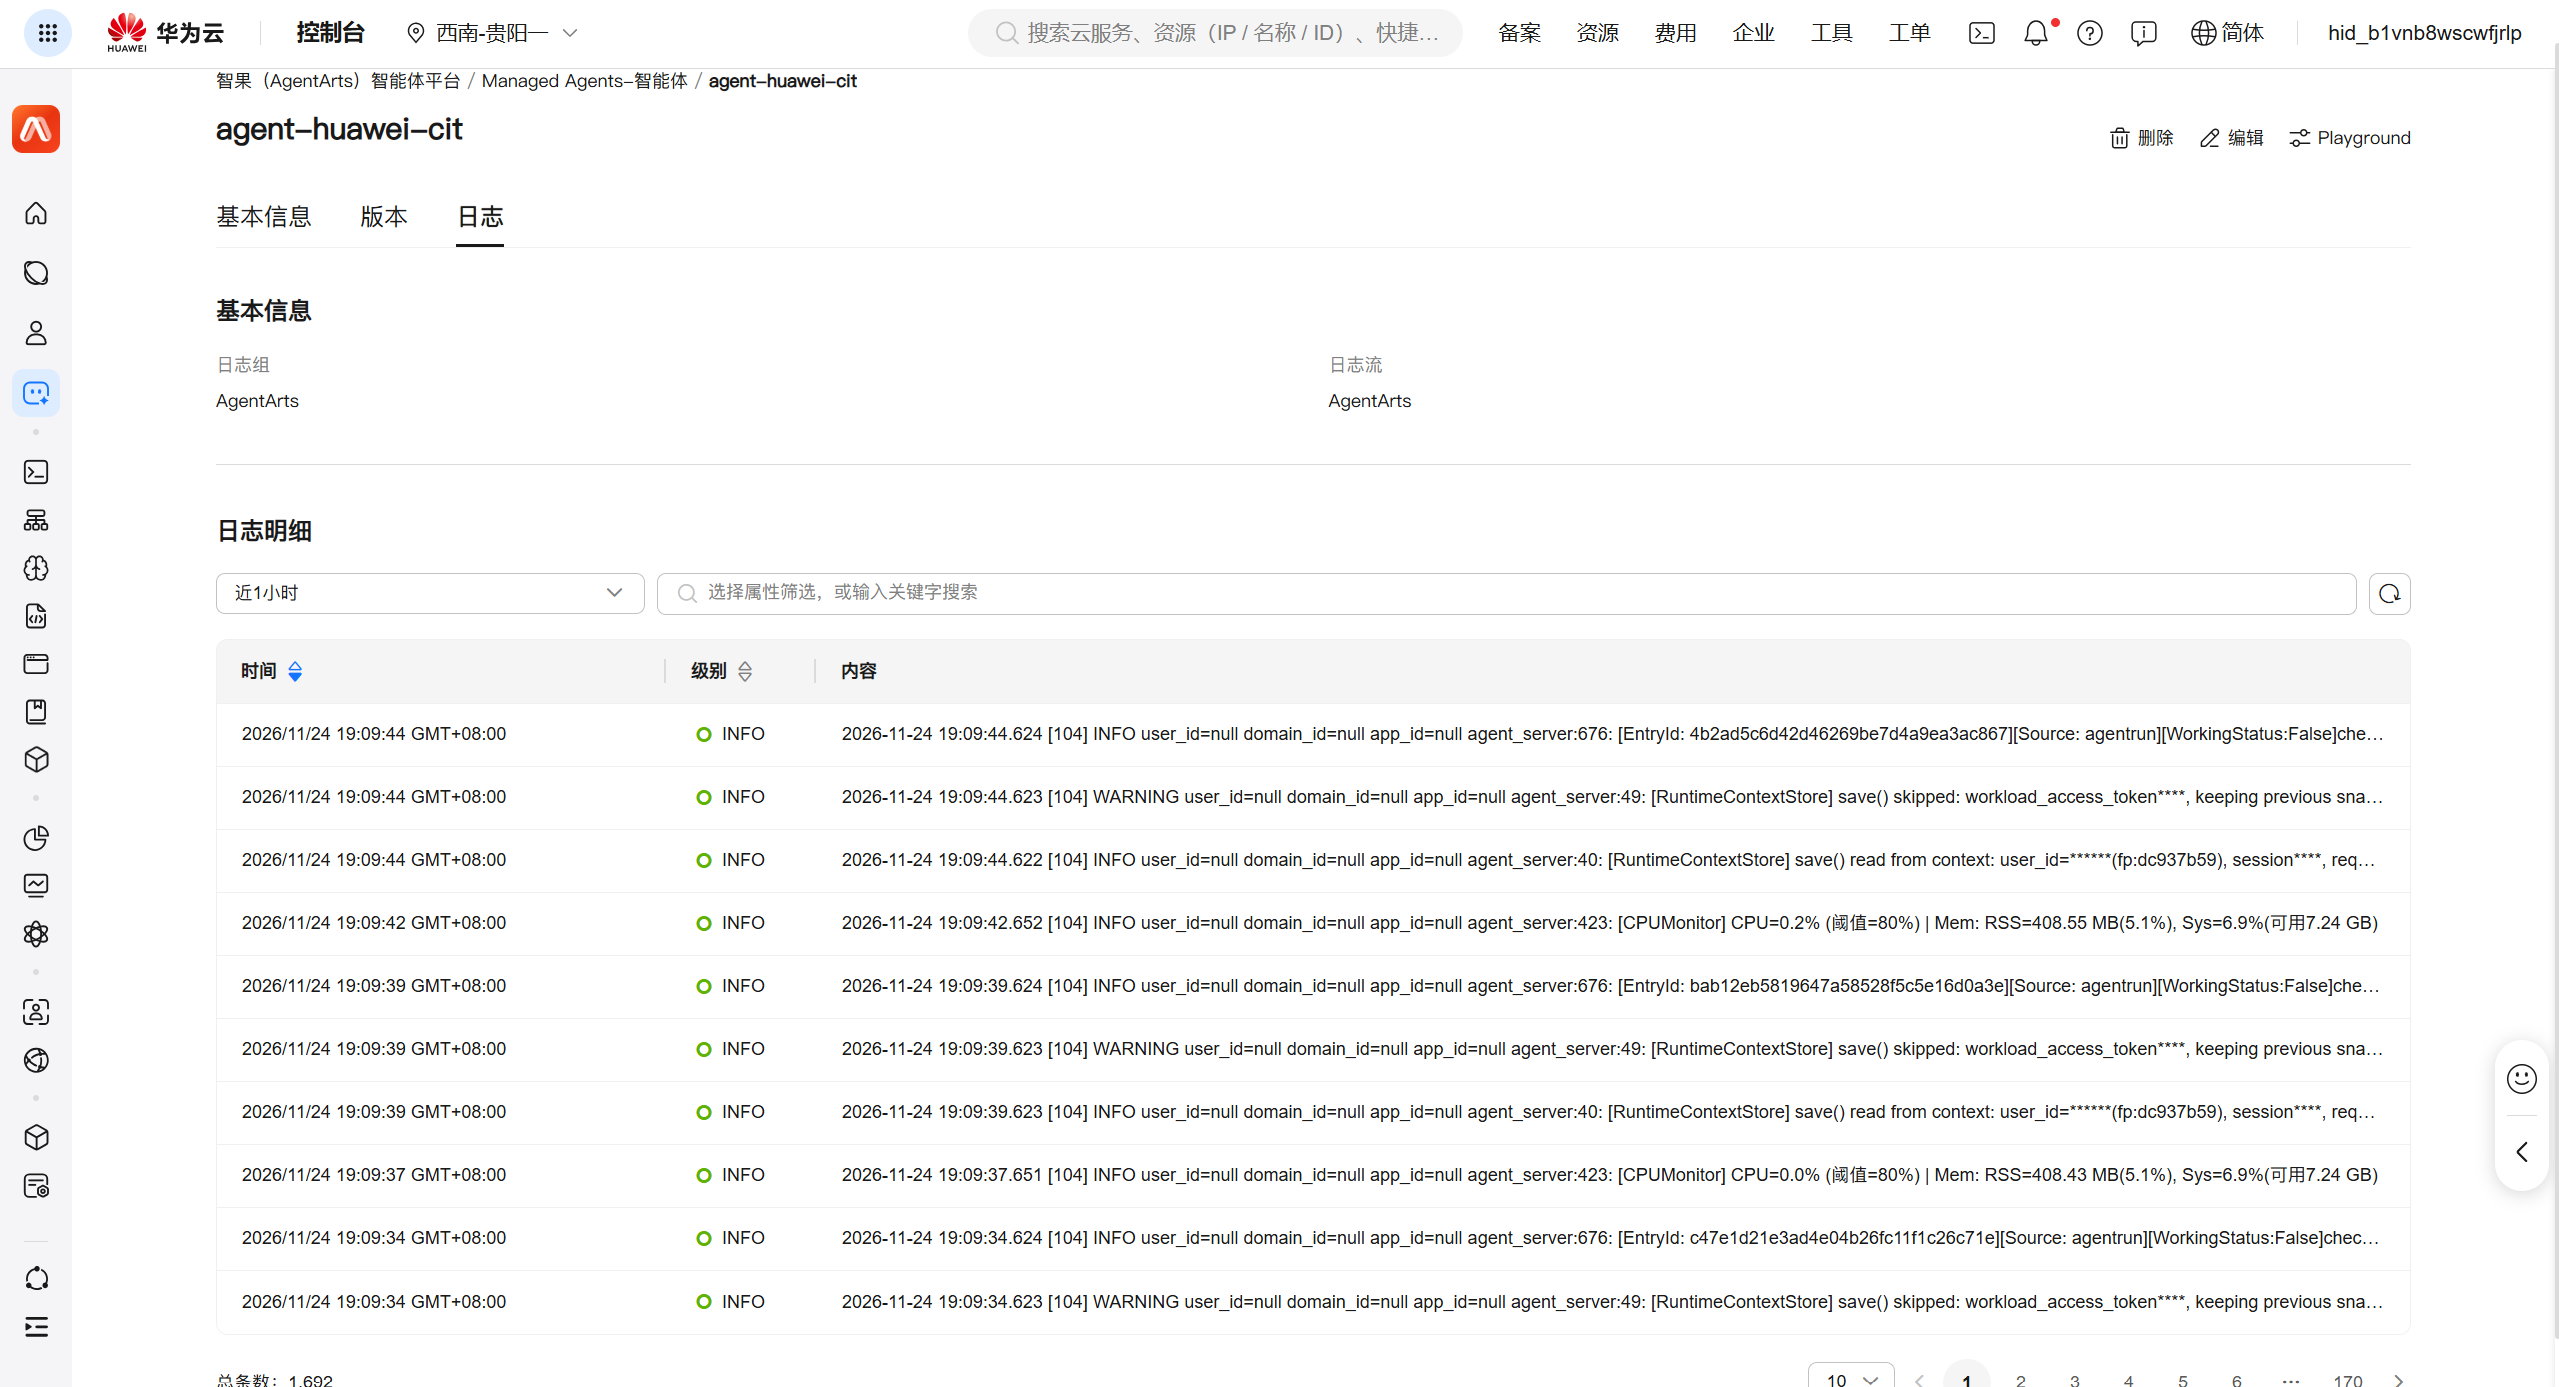 HUAWEI 华为云 控制台 西南-贵阳一 搜索云服务、资源（IP / 名称 / ID）、快捷… 备案 资源 费用 企业 工具 工单 简体 hid_b1vnb8wscwfjrlp
智果（AgentArts）智能体平台 / Managed Agents-智能体 / agent-huawei-cit
agent-huawei-cit
删除 编辑 Playground
基本信息 版本 日志
基本信息
日志组 日志流
AgentArts AgentArts
日志明细
近1小时 选择属性筛选，或输入关键字搜索
时间 级别 内容
2026/11/24 19:09:44 GMT+08:00 INFO 2026-11-24 19:09:44.624 [104] INFO user_id=null domain_id=null app_id=null agent_server:676: [EntryId: 4b2ad5c6d42d46269be7d4a9ea3ac867][Source: agentrun][WorkingStatus:False]che…
2026/11/24 19:09:44 GMT+08:00 INFO 2026-11-24 19:09:44.623 [104] WARNING user_id=null domain_id=null app_id=null agent_server:49: [RuntimeContextStore] save() skipped: workload_access_token****, keeping previous sna…
2026/11/24 19:09:44 GMT+08:00 INFO 2026-11-24 19:09:44.622 [104] INFO user_id=null domain_id=null app_id=null agent_server:40: [RuntimeContextStore] save() read from context: user_id=******(fp:dc937b59), session****, req…
2026/11/24 19:09:42 GMT+08:00 INFO 2026-11-24 19:09:42.652 [104] INFO user_id=null domain_id=null app_id=null agent_server:423: [CPUMonitor] CPU=0.2% (阈值=80%) | Mem: RSS=408.55 MB(5.1%), Sys=6.9%(可用7.24 GB)
2026/11/24 19:09:39 GMT+08:00 INFO 2026-11-24 19:09:39.624 [104] INFO user_id=null domain_id=null app_id=null agent_server:676: [EntryId: bab12eb5819647a58528f5c5e16d0a3e][Source: agentrun][WorkingStatus:False]che…
2026/11/24 19:09:39 GMT+08:00 INFO 2026-11-24 19:09:39.623 [104] WARNING user_id=null domain_id=null app_id=null agent_server:49: [RuntimeContextStore] save() skipped: workload_access_token****, keeping previous sna…
2026/11/24 19:09:39 GMT+08:00 INFO 2026-11-24 19:09:39.623 [104] INFO user_id=null domain_id=null app_id=null agent_server:40: [RuntimeContextStore] save() read from context: user_id=******(fp:dc937b59), session****, req…
2026/11/24 19:09:37 GMT+08:00 INFO 2026-11-24 19:09:37.651 [104] INFO user_id=null domain_id=null app_id=null agent_server:423: [CPUMonitor] CPU=0.0% (阈值=80%) | Mem: RSS=408.43 MB(5.1%), Sys=6.9%(可用7.24 GB)
2026/11/24 19:09:34 GMT+08:00 INFO 2026-11-24 19:09:34.624 [104] INFO user_id=null domain_id=null app_id=null agent_server:676: [EntryId: c47e1d21e3ad4e04b26fc11f1c26c71e][Source: agentrun][WorkingStatus:False]chec…
2026/11/24 19:09:34 GMT+08:00 INFO 2026-11-24 19:09:34.623 [104] WARNING user_id=null domain_id=null app_id=null agent_server:49: [RuntimeContextStore] save() skipped: workload_access_token****, keeping previous sna…
总条数：1,692 10 1 2 3 4 5 6 … 170